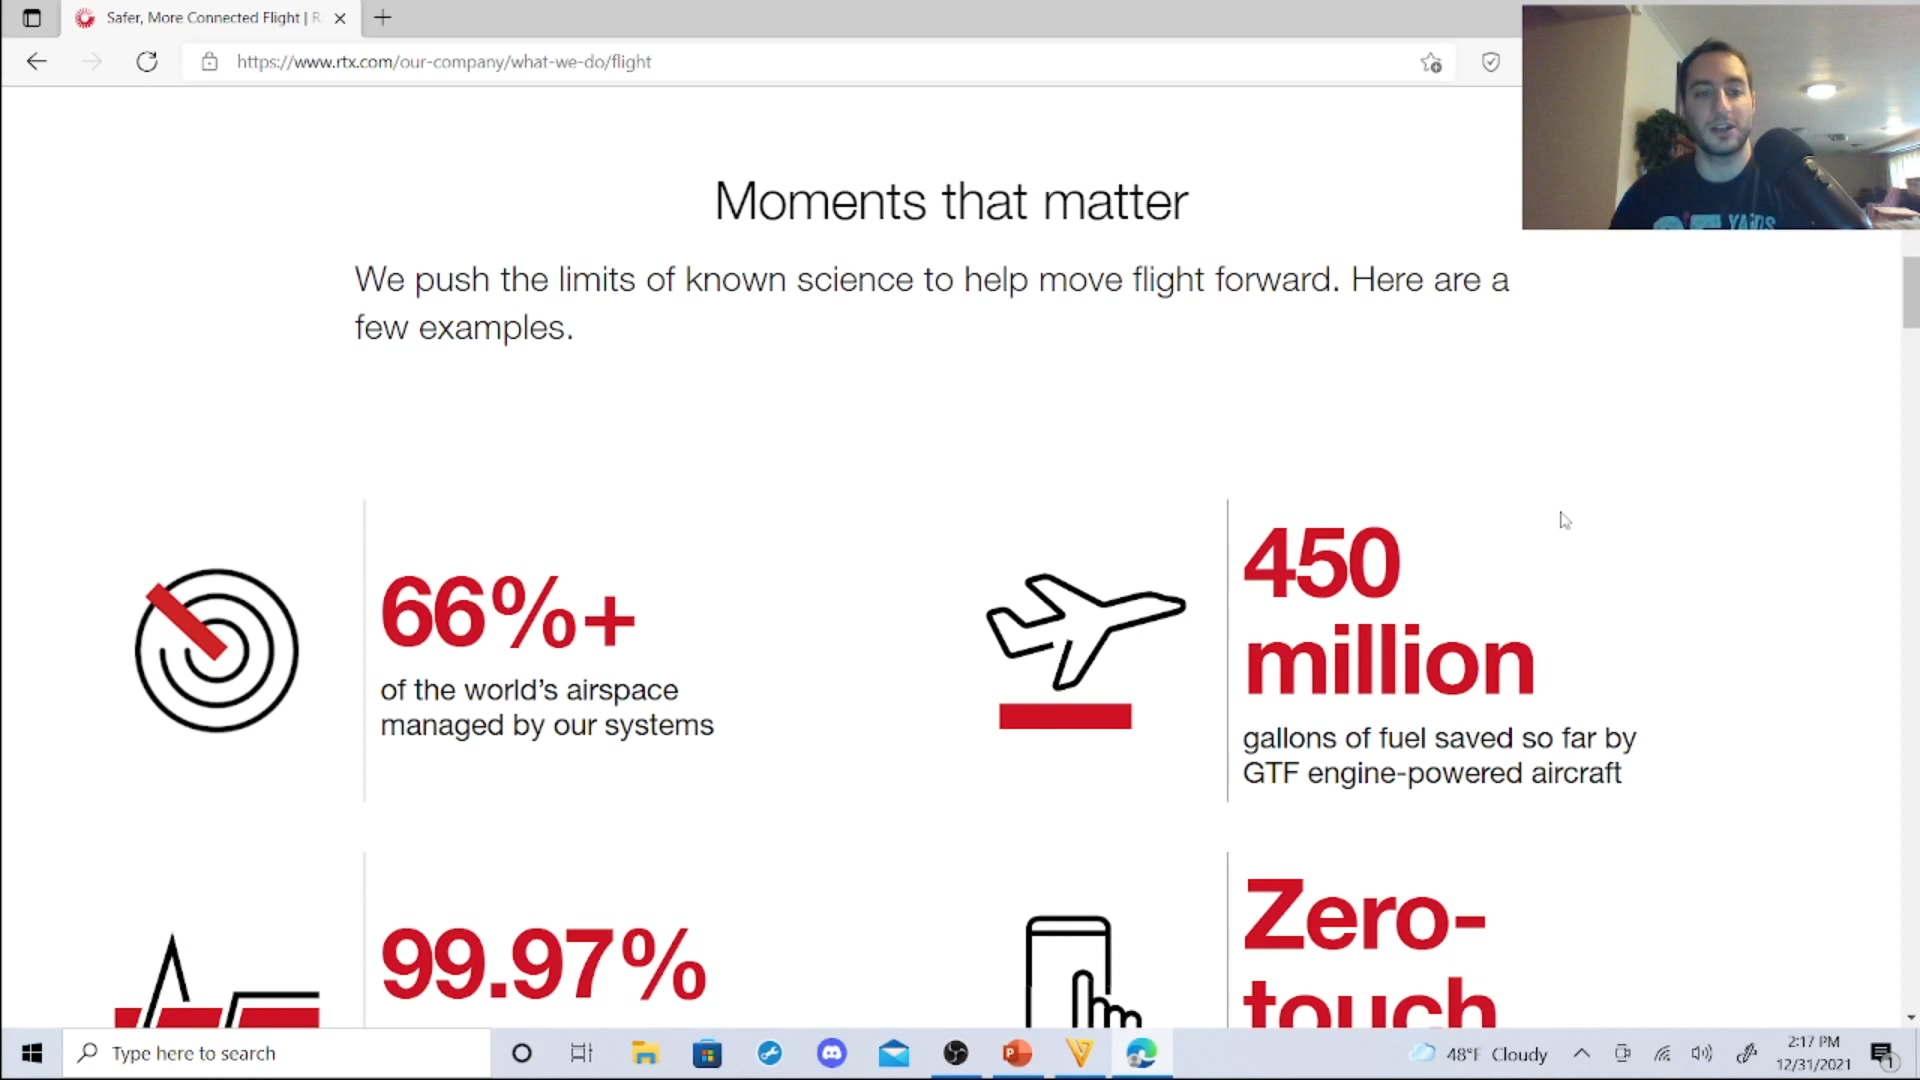 Safer, More Connected Flight | R
https://www.rtx.com/our-company/what-we-do/flight
YARDS
Moments that matter
We push the limits of known science to help move flight forward. Here are a
few examples.
66%+
of the world's airspace
managed by our systems
450
million
gallons of fuel saved so far by
GTF engine-powered aircraft
99.97%
Zero-
touch
Type here to search
48°F Cloudy
2:17 PM
12/31/2021
1